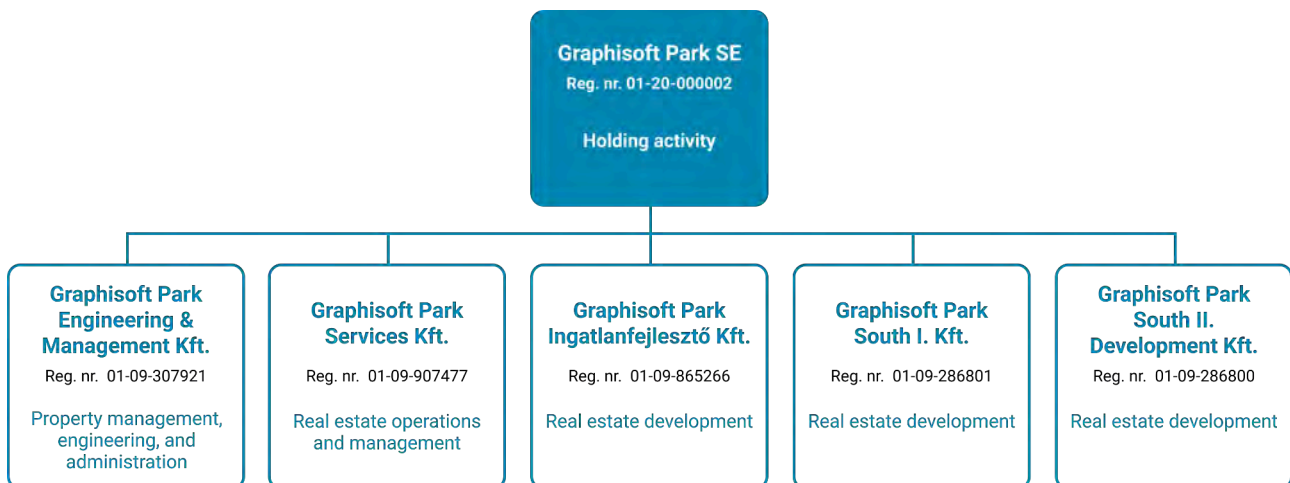 Graphisoft Park SE
Reg. nr. 01-20-000002
Holding activity
Graphisoft Park
Engineering &
Management Kft.
Reg. nr. 01-09-307921
Property management,
engineering, and
administration
Graphisoft Park
Services Kft.
Reg. nr. 01-09-907477
Real estate operations
and management
Graphisoft Park
Ingatlanfejlesztő Kft.
Reg. nr. 01-09-865266
Real estate development
Graphisoft Park
South I. Kft.
Reg. nr. 01-09-286801
Real estate development
Graphisoft Park
South II.
Development Kft.
Reg. nr. 01-09-286800
Real estate development